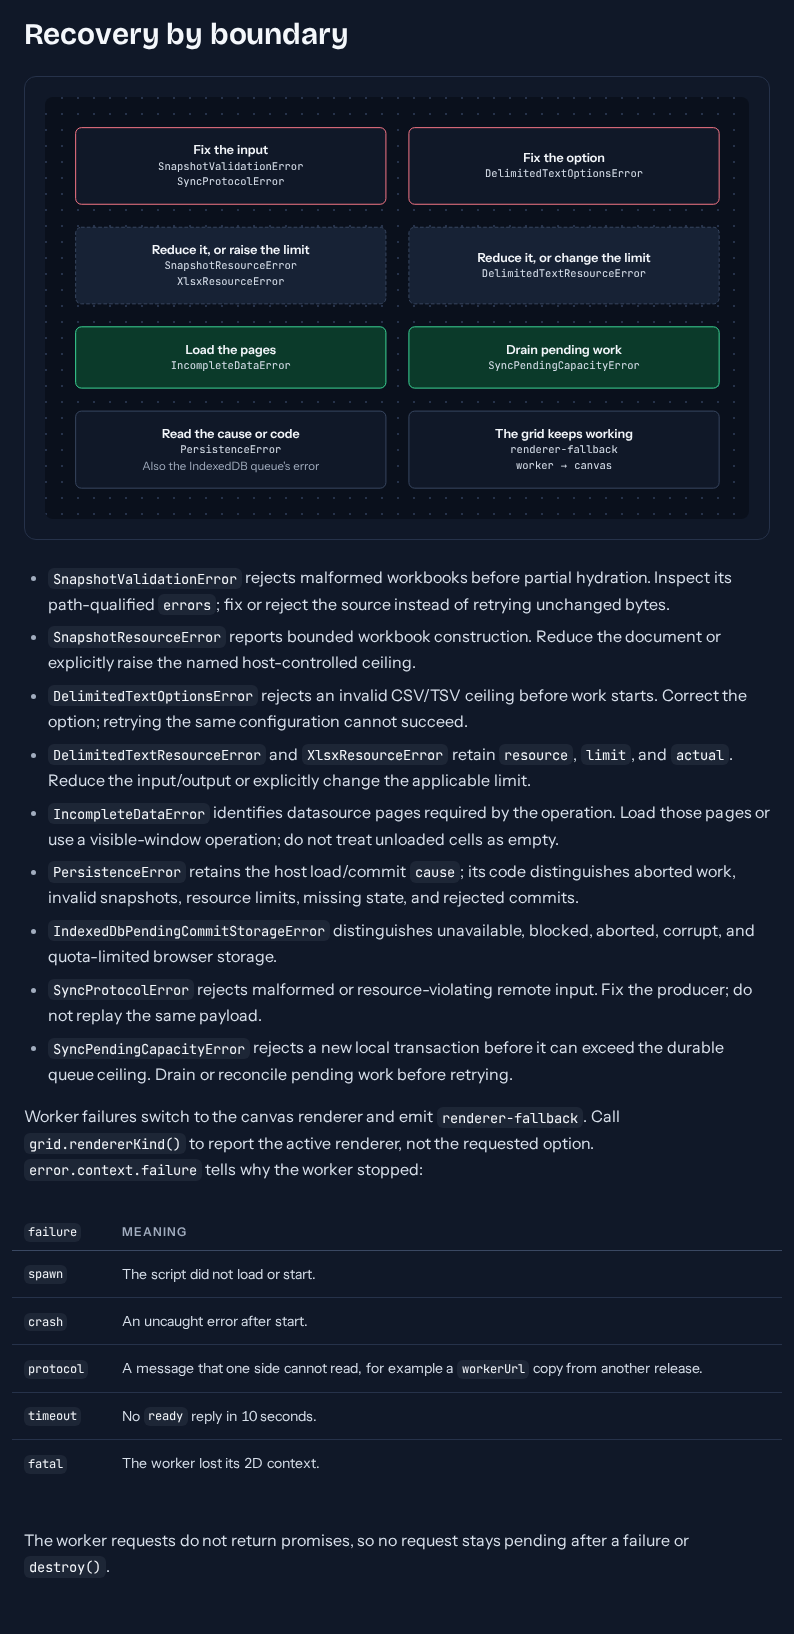 Recovery by boundary
Fix the input
SnapshotValidationError
SyncProtocolError
Fix the option
DelimitedTextOptionsError
Reduce it, or raise the limit
SnapshotResourceError
XlsxResourceError
Reduce it, or change the limit
DelimitedTextResourceError
Load the pages
IncompleteDataError
Drain pending work
SyncPendingCapacityError
Read the cause or code
PersistenceError
Also the IndexedDB queue's error
The grid keeps working
renderer-fallback
worker → canvas
• SnapshotValidationError rejects malformed workbooks before partial hydration. Inspect its
path-qualified errors; fix or reject the source instead of retrying unchanged bytes.
• SnapshotResourceError reports bounded workbook construction. Reduce the document or
explicitly raise the named host-controlled ceiling.
• DelimitedTextOptionsError rejects an invalid CSV/TSV ceiling before work starts. Correct the
option; retrying the same configuration cannot succeed.
• DelimitedTextResourceError and XlsxResourceError retain resource, limit, and actual.
Reduce the input/output or explicitly change the applicable limit.
• IncompleteDataError identifies datasource pages required by the operation. Load those pages or
use a visible-window operation; do not treat unloaded cells as empty.
• PersistenceError retains the host load/commit cause; its code distinguishes aborted work,
invalid snapshots, resource limits, missing state, and rejected commits.
• IndexedDbPendingCommitStorageError distinguishes unavailable, blocked, aborted, corrupt, and
quota-limited browser storage.
• SyncProtocolError rejects malformed or resource-violating remote input. Fix the producer; do
not replay the same payload.
• SyncPendingCapacityError rejects a new local transaction before it can exceed the durable
queue ceiling. Drain or reconcile pending work before retrying.
Worker failures switch to the canvas renderer and emit renderer-fallback. Call
grid.rendererKind() to report the active renderer, not the requested option.
error.context.failure tells why the worker stopped:
failure MEANING
spawn The script did not load or start.
crash An uncaught error after start.
protocol A message that one side cannot read, for example a workerUrl copy from another release.
timeout No ready reply in 10 seconds.
fatal The worker lost its 2D context.
The worker requests do not return promises, so no request stays pending after a failure or
destroy().